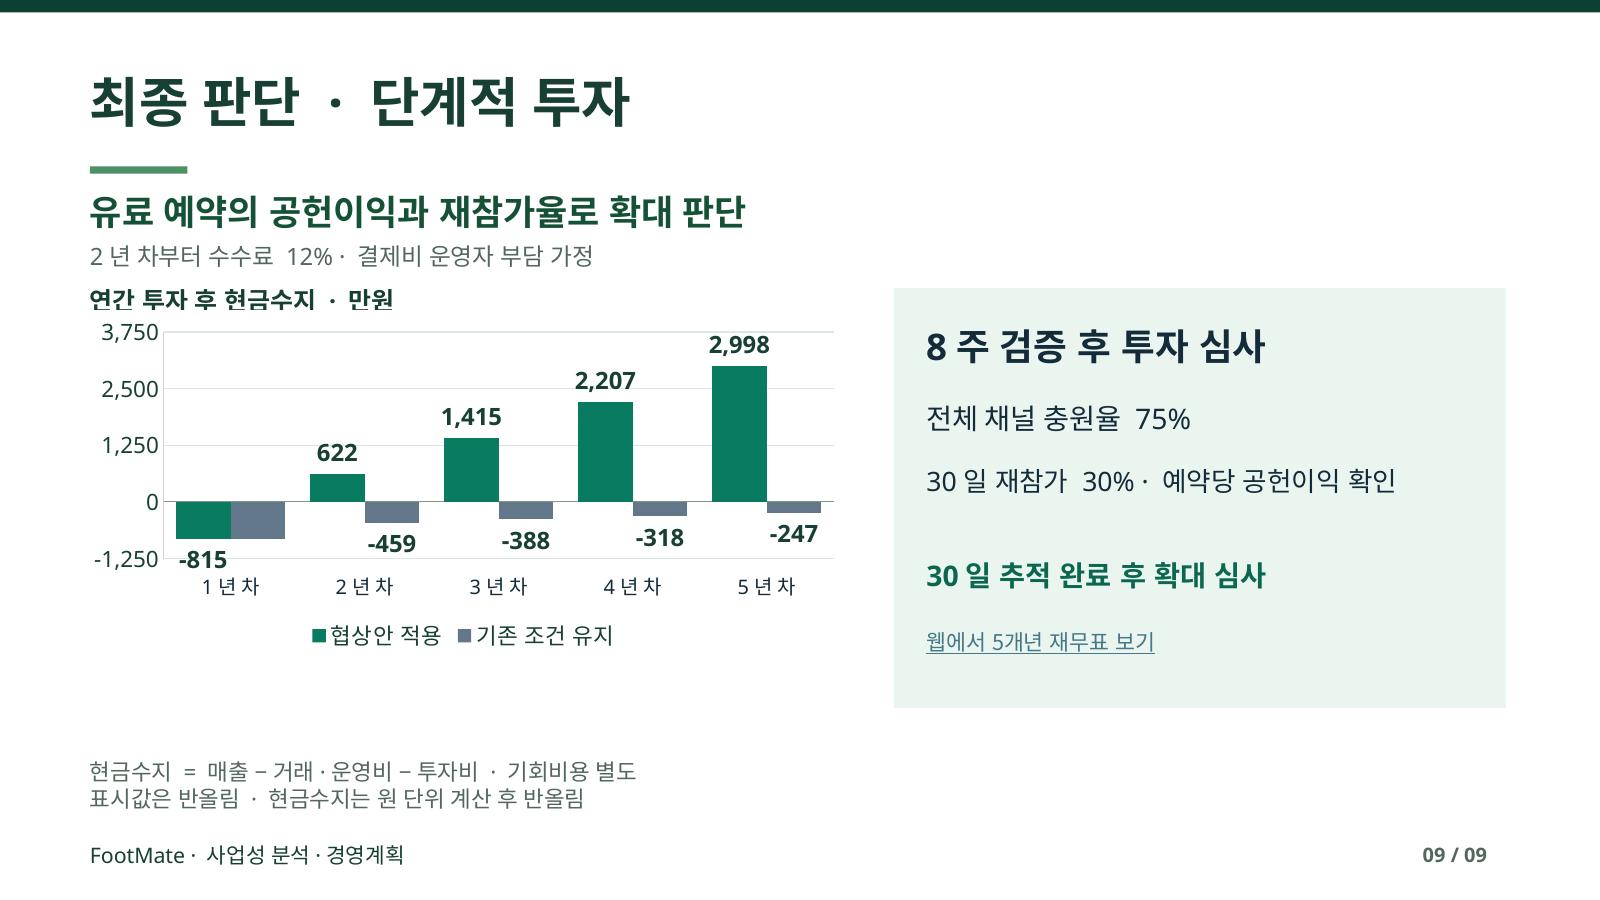 최종 판단 · 단계적 투자
유료 예약의 공헌이익과 재참가율로 확대 판단
2 년 차부터 수수료 12% · 결제비 운영자 부담 가정
연간 투자 후 현금수지 · 만원
3,750
2,500
1,250
0
-1,250
-815
622
-459
1,415
-388
2,207
-318
2,998
-247
1 년 차
2 년 차
3 년 차
4 년 차
5 년 차
협상안 적용
기존 조건 유지
8 주 검증 후 투자 심사
전체 채널 충원율 75%
30 일 재참가 30% · 예약당 공헌이익 확인
30 일 추적 완료 후 확대 심사
웹에서 5개년 재무표 보기
현금수지 = 매출 − 거래 · 운영비 − 투자비 · 기회비용 별도
표시값은 반올림 · 현금수지는 원 단위 계산 후 반올림
FootMate · 사업성 분석 · 경영계획
09 / 09